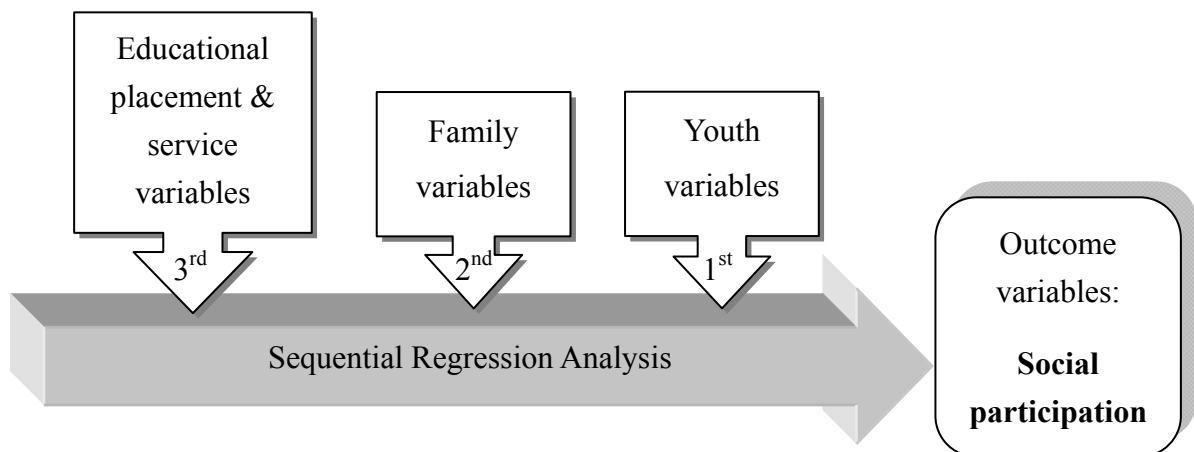 Educational
placement &
service
variables
3rd
Family
variables
2nd
Youth
variables
1st
Sequential Regression Analysis
Outcome
variables:
Social
participation